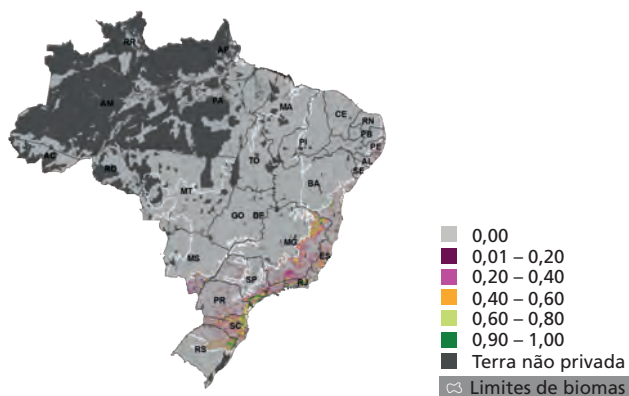 RR
AP
AM
PA
MA
CE
RN
PB
PE
AL
SE
PI
AC
RO
TO
BA
MT
GO
DF
MG
MS
ES
SP
RJ
PR
SC
RS
0,00
0,01 – 0,20
0,20 – 0,40
0,40 – 0,60
0,60 – 0,80
0,90 – 1,00
Terra não privada
Limites de biomas